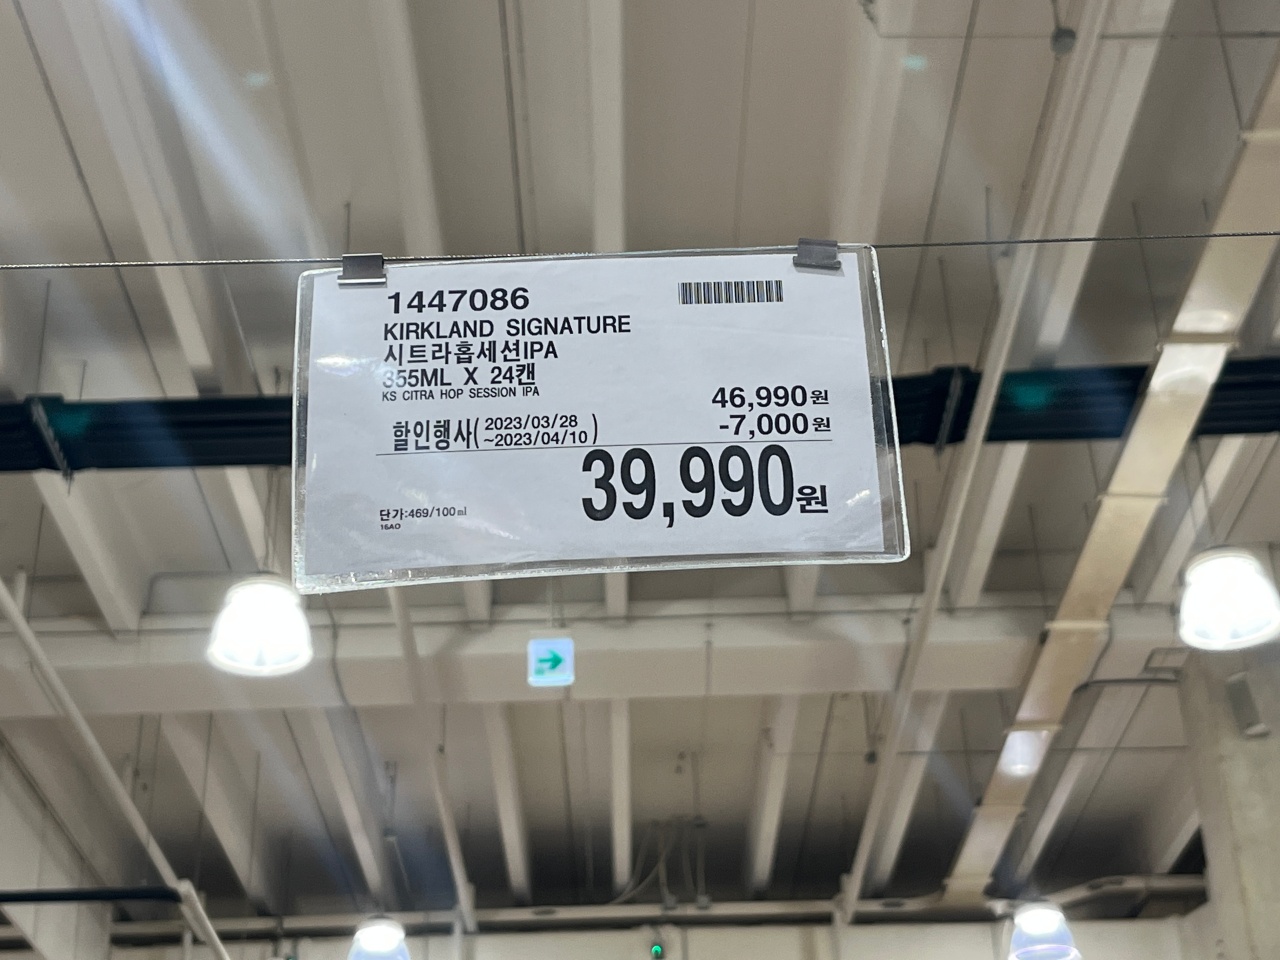 1447086
KIRKLAND SIGNATURE
시트라홉세션IPA
355ML X 24캔
KS CITRA HOP SESSION IPA
46,990원
할인행사( 2023/03/28 ~2023/04/10 ) -7,000원
39,990원
단가:469/100㎖
16AO